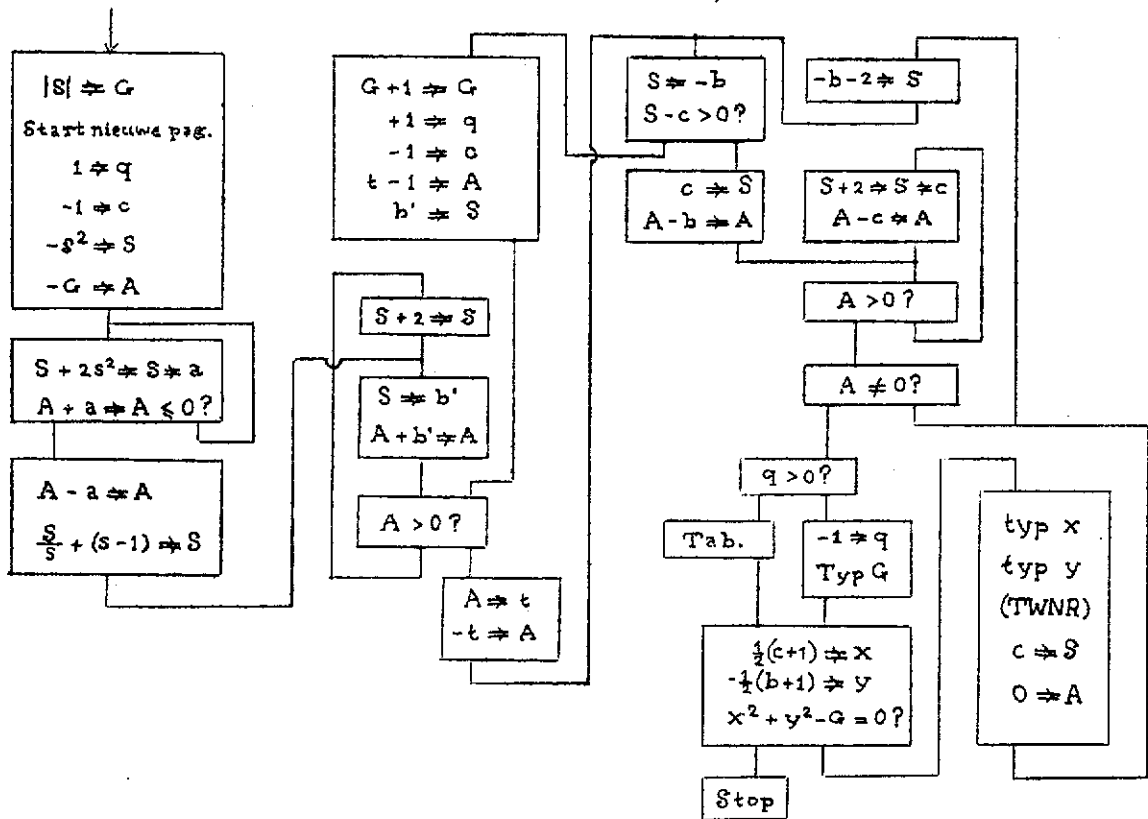 |S| ⇒ G
Start nieuwe pag.
1 ⇒ q
-1 ⇒ c
-s² ⇒ S
-G ⇒ A
S + 2s² ⇒ S ⇒ a
A + a ⇒ A ⩽ 0?
A - a ⇒ A
S/s + (s-1) ⇒ S
G + 1 ⇒ G
+1 ⇒ q
-1 ⇒ c
t - 1 ⇒ A
b' ⇒ S
S + 2 ⇒ S
S ⇒ b'
A + b' ⇒ A
A > 0?
A ⇒ t
-t ⇒ A
S ⇒ -b
S - c > 0?
c ⇒ S
A - b ⇒ A
-b - 2 ⇒ S
S + 2 ⇒ S ⇒ c
A - c ⇒ A
A > 0?
A ≠ 0?
q > 0?
Tab.
-1 ⇒ q
Typ G
½(c+1) ⇒ x
-½(b+1) ⇒ y
x² + y² - G = 0?
Stop
typ x
typ y
(TWNR)
c ⇒ S
0 ⇒ A